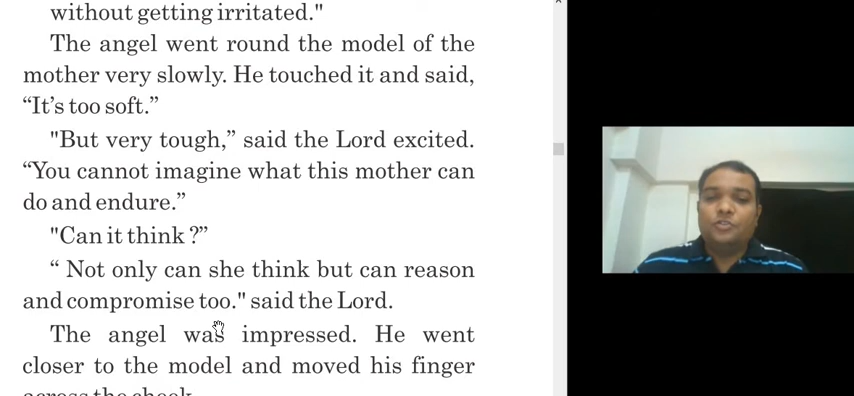 without getting irritated."
The angel went round the model of the
mother very slowly. He touched it and said,
“It’s too soft.”
"But very tough,” said the Lord excited.
“You cannot imagine what this mother can
do and endure.”
"Can it think ?”
“ Not only can she think but can reason
and compromise too." said the Lord.
The angel was impressed. He went
closer to the model and moved his finger
across the cheek.